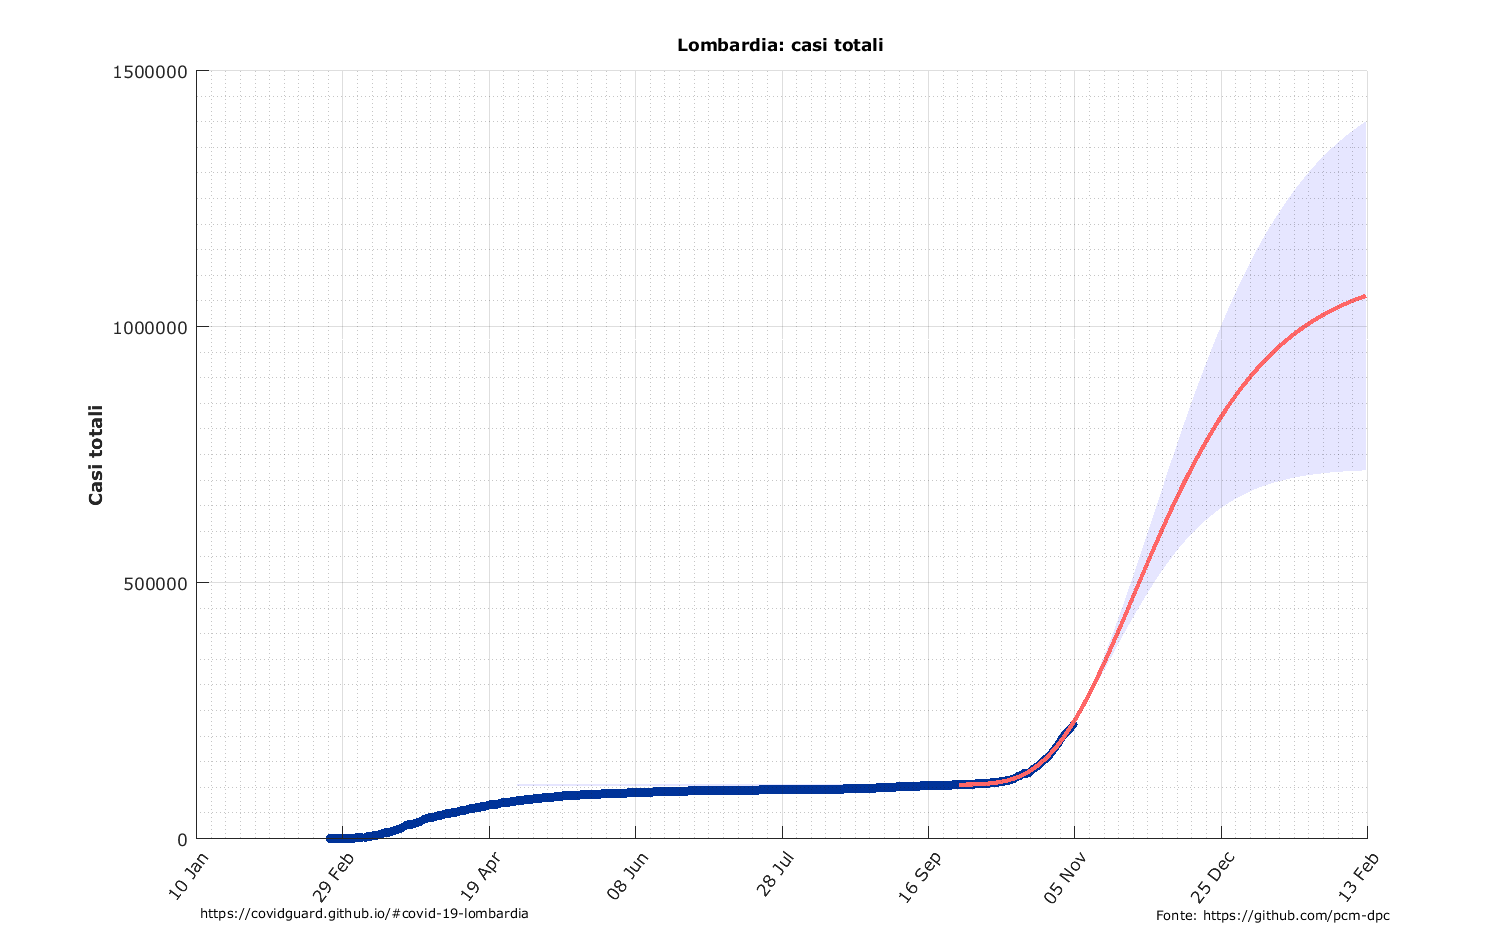 Lombardia: casi totali
1500000
1000000
500000
0
Casi totali
10 Jan
29 Feb
19 Apr
08 Jun
28 Jul
16 Sep
05 Nov
25 Dec
13 Feb
https://covidguard.github.io/#covid-19-lombardia
Fonte: https://github.com/pcm-dpc